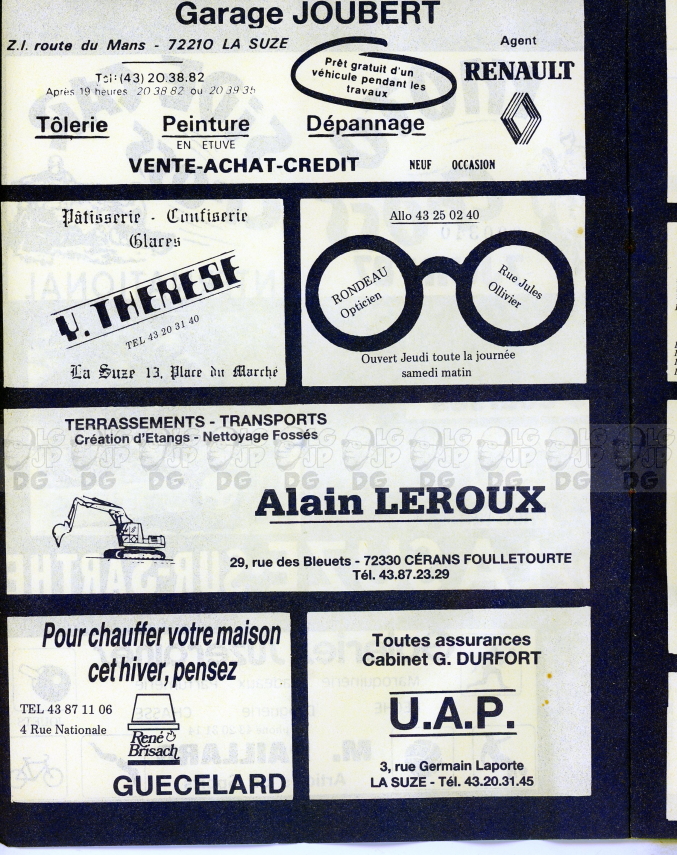 Garage JOUBERT
Z.I. route du Mans - 72210 LA SUZE
Tél: (43) 20.38.82
Après 19 heures 20 38 82 ou 20 39 35
Prêt gratuit d'un
véhicule pendant les
travaux
Agent
RENAULT
Tôlerie Peinture Dépannage
EN ETUVE
VENTE-ACHAT-CREDIT NEUF OCCASION
Pâtisserie - Confiserie
Glaces
Y. THERESE
TEL 43 20 31 40
La Suze 13, Place du Marché
Allo 43 25 02 40
RONDEAU
Opticien
Rue Jules
Ollivier
Ouvert Jeudi toute la journée
samedi matin
TERRASSEMENTS - TRANSPORTS
Création d'Etangs - Nettoyage Fossés
Alain LEROUX
29, rue des Bleuets - 72330 CÉRANS FOULLETOURTE
Tél. 43.87.23.29
Pour chauffer votre maison
cet hiver, pensez
TEL 43 87 11 06
4 Rue Nationale
René
Brisach
GUECELARD
Toutes assurances
Cabinet G. DURFORT
U.A.P.
3, rue Germain Laporte
LA SUZE - Tél. 43.20.31.45